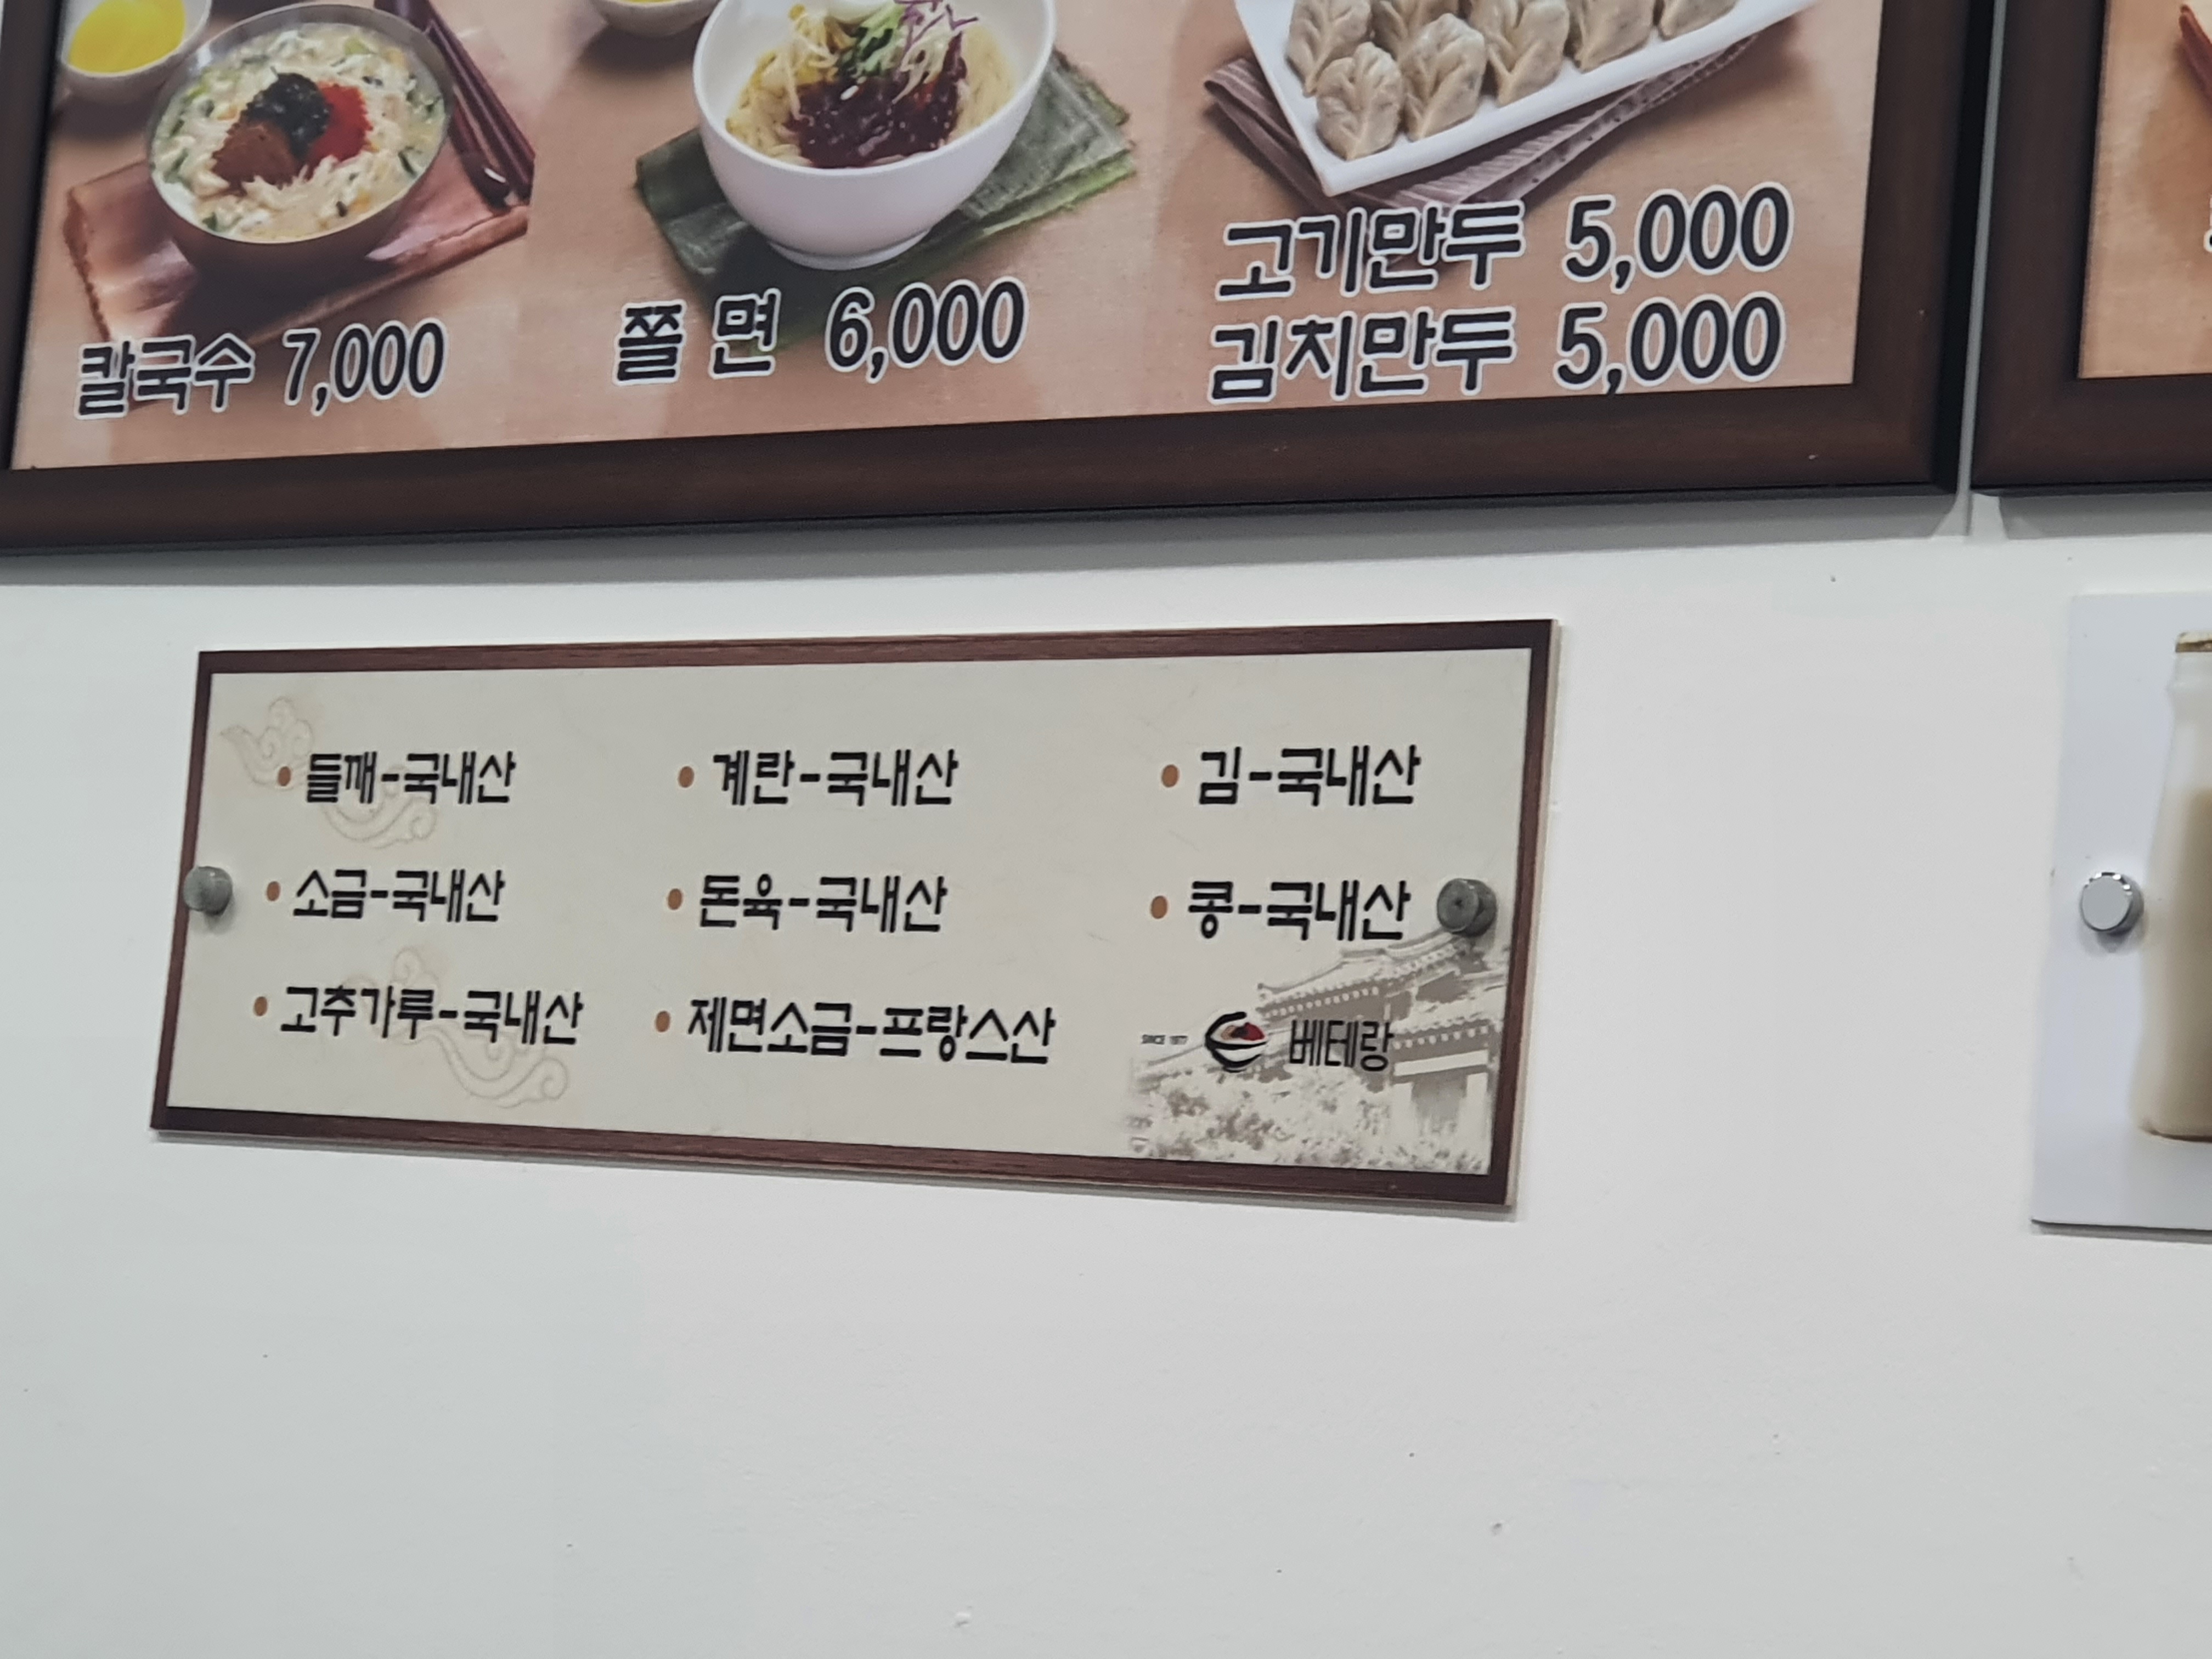 칼국수 7,000
쫄면 6,000
고기만두 5,000
김치만두 5,000
• 들깨-국내산
• 계란-국내산
• 김-국내산
• 소금-국내산
• 돈육-국내산
• 콩-국내산
• 고추가루-국내산
• 제면소금-프랑스산
SINCE 1977
베테랑